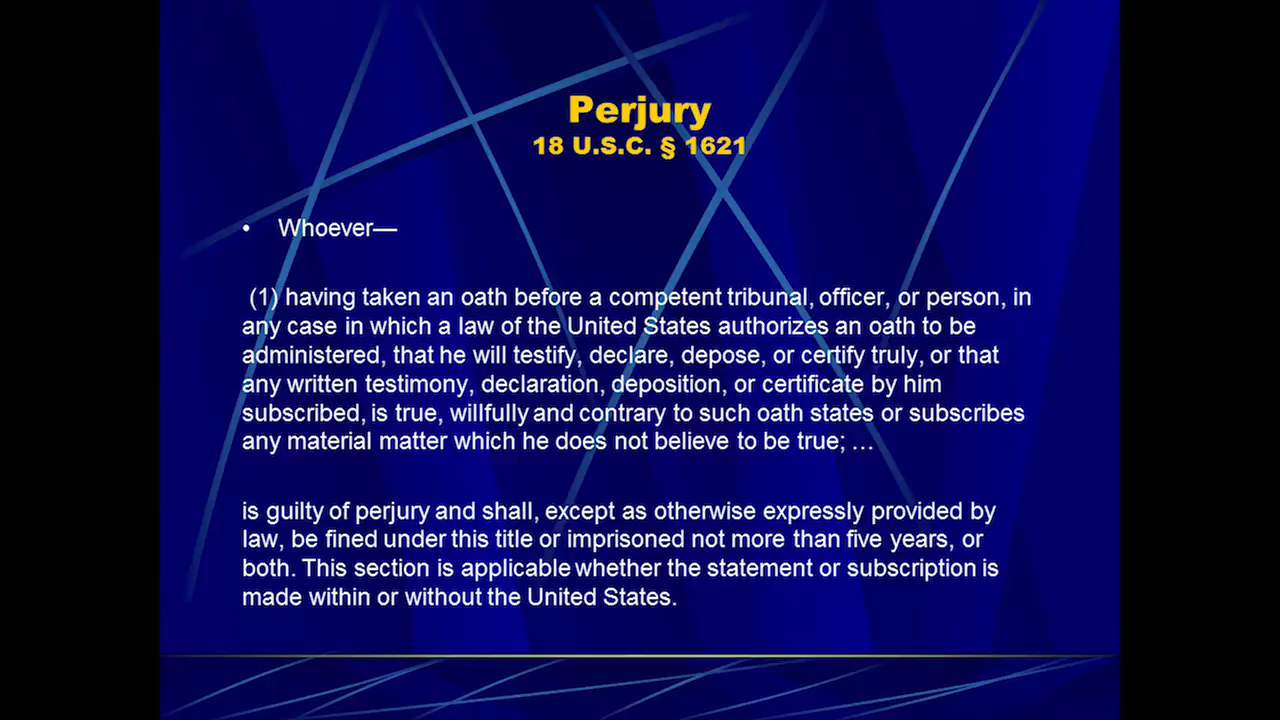 Perjury
18 U.S.C. § 1621
• Whoever—
(1) having taken an oath before a competent tribunal, officer, or person, in
any case in which a law of the United States authorizes an oath to be
administered, that he will testify, declare, depose, or certify truly, or that
any written testimony, declaration, deposition, or certificate by him
subscribed, is true, willfully and contrary to such oath states or subscribes
any material matter which he does not believe to be true; …
is guilty of perjury and shall, except as otherwise expressly provided by
law, be fined under this title or imprisoned not more than five years, or
both. This section is applicable whether the statement or subscription is
made within or without the United States.